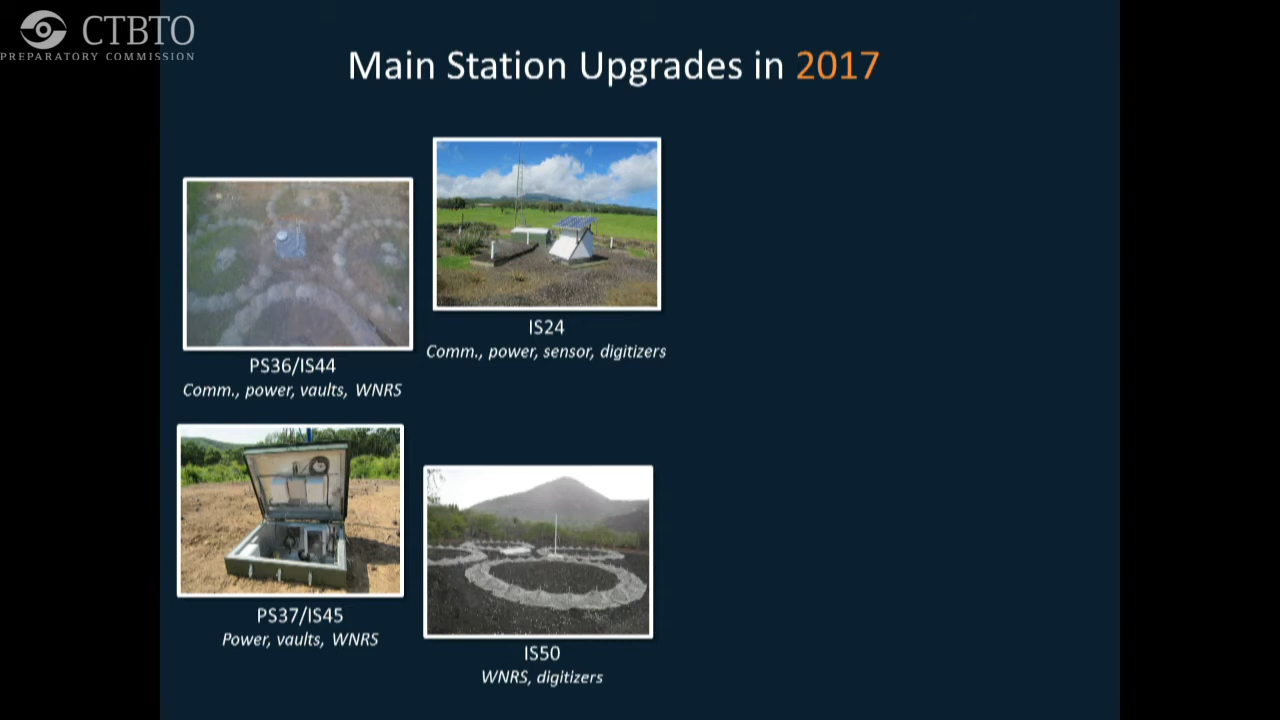 CTBTO
PREPARATORY COMMISSION
Main Station Upgrades in 2017
PS36/IS44
Comm., power, vaults, WNRS
IS24
Comm., power, sensor, digitizers
PS37/IS45
Power, vaults, WNRS
IS50
WNRS, digitizers